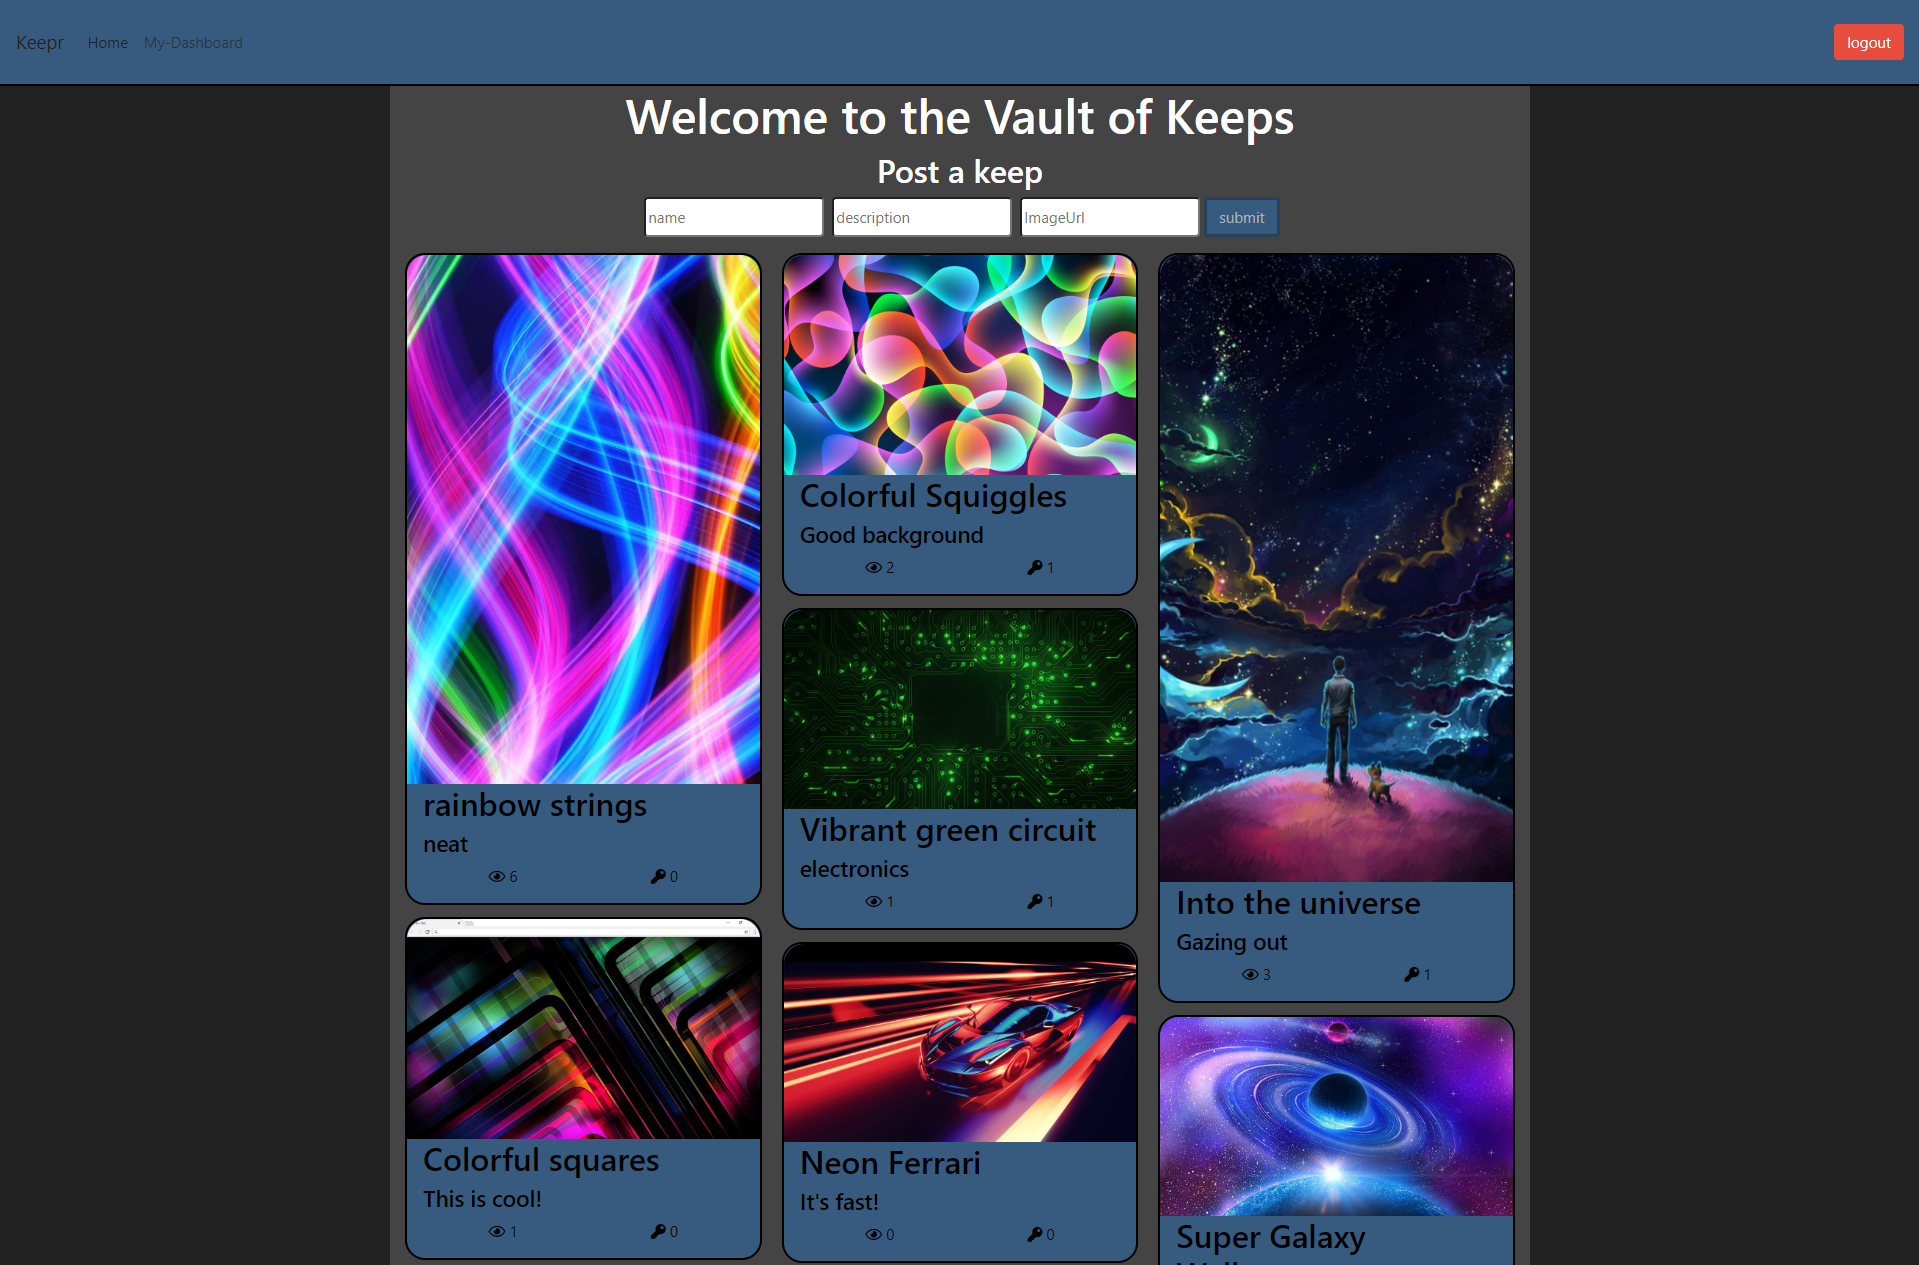 Keepr Home My-Dashboard logout
Welcome to the Vault of Keeps
Post a keep
name description ImageUrl submit
rainbow strings
neat
6 0
Colorful squares
This is cool!
1 0
Colorful Squiggles
Good background
2 1
Vibrant green circuit
electronics
1 1
Neon Ferrari
It's fast!
0 0
Into the universe
Gazing out
3 1
Super Galaxy